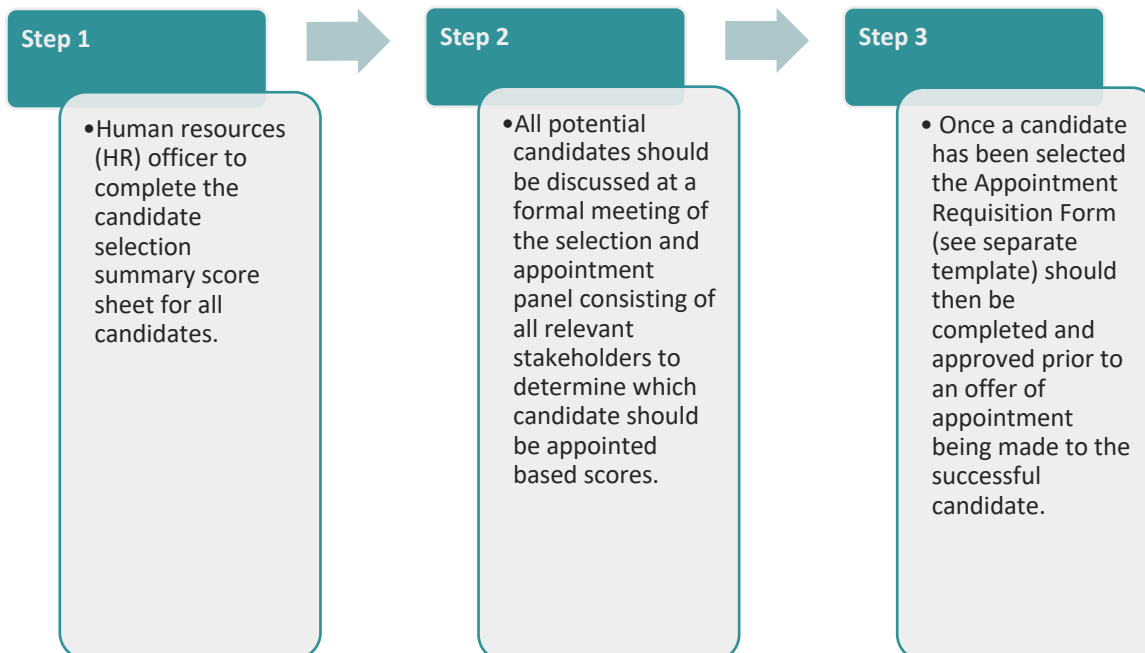 Step 1
•Human resources
(HR) officer to
complete the
candidate
selection
summary score
sheet for all
candidates.
Step 2
•All potential
candidates should
be discussed at a
formal meeting of
the selection and
appointment
panel consisting of
all relevant
stakeholders to
determine which
candidate should
be appointed
based scores.
Step 3
• Once a candidate
has been selected
the Appointment
Requisition Form
(see separate
template) should
then be
completed and
approved prior to
an offer of
appointment
being made to the
successful
candidate.